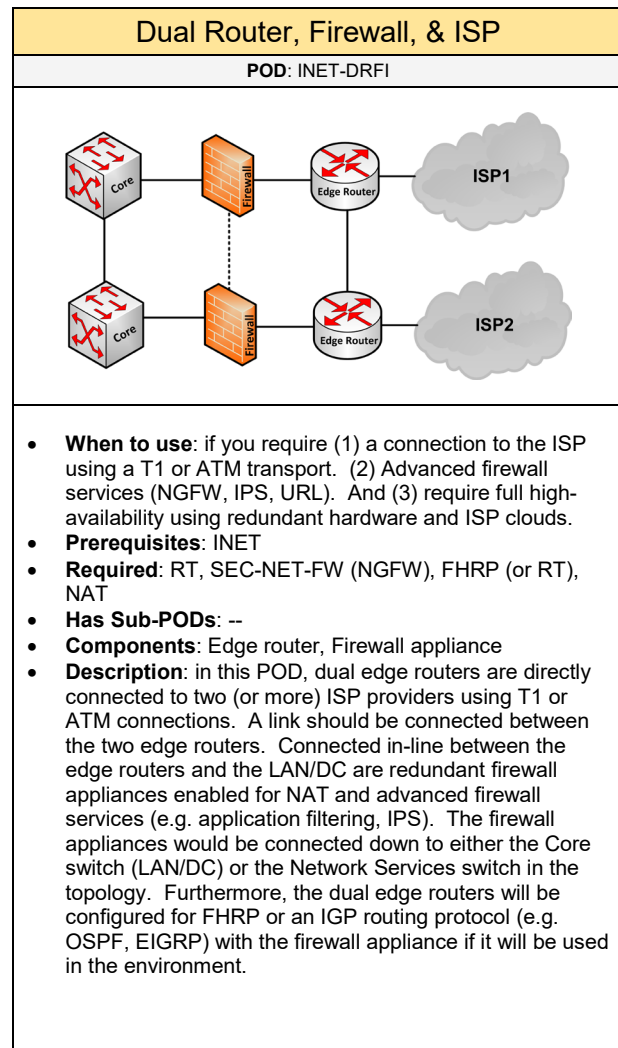 Dual Router, Firewall, & ISP
POD: INET-DRFI
Core
Firewall
Edge Router
ISP1
Core
Firewall
Edge Router
ISP2
• When to use: if you require (1) a connection to the ISP
using a T1 or ATM transport. (2) Advanced firewall
services (NGFW, IPS, URL). And (3) require full high-
availability using redundant hardware and ISP clouds.
• Prerequisites: INET
• Required: RT, SEC-NET-FW (NGFW), FHRP (or RT),
NAT
• Has Sub-PODs: --
• Components: Edge router, Firewall appliance
• Description: in this POD, dual edge routers are directly
connected to two (or more) ISP providers using T1 or
ATM connections. A link should be connected between
the two edge routers. Connected in-line between the
edge routers and the LAN/DC are redundant firewall
appliances enabled for NAT and advanced firewall
services (e.g. application filtering, IPS). The firewall
appliances would be connected down to either the Core
switch (LAN/DC) or the Network Services switch in the
topology. Furthermore, the dual edge routers will be
configured for FHRP or an IGP routing protocol (e.g.
OSPF, EIGRP) with the firewall appliance if it will be used
in the environment.